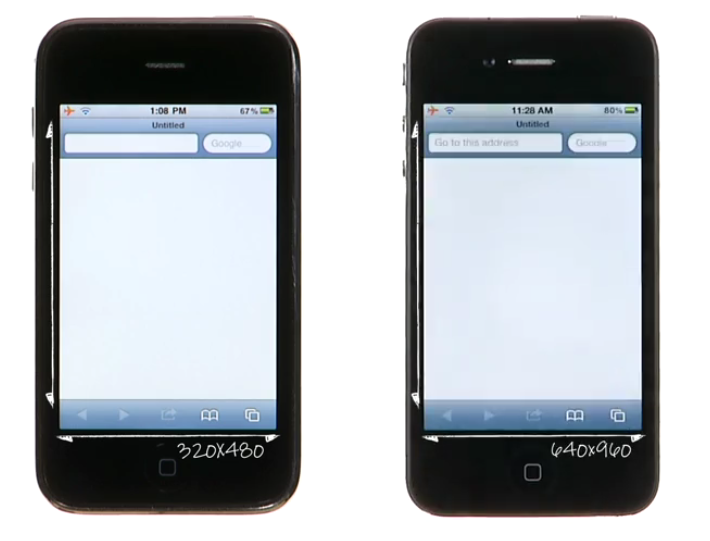 1:08 PM
67%
Untitled
Google
320X480
11:28 AM
80%
Untitled
Go to this address
Google
640x960